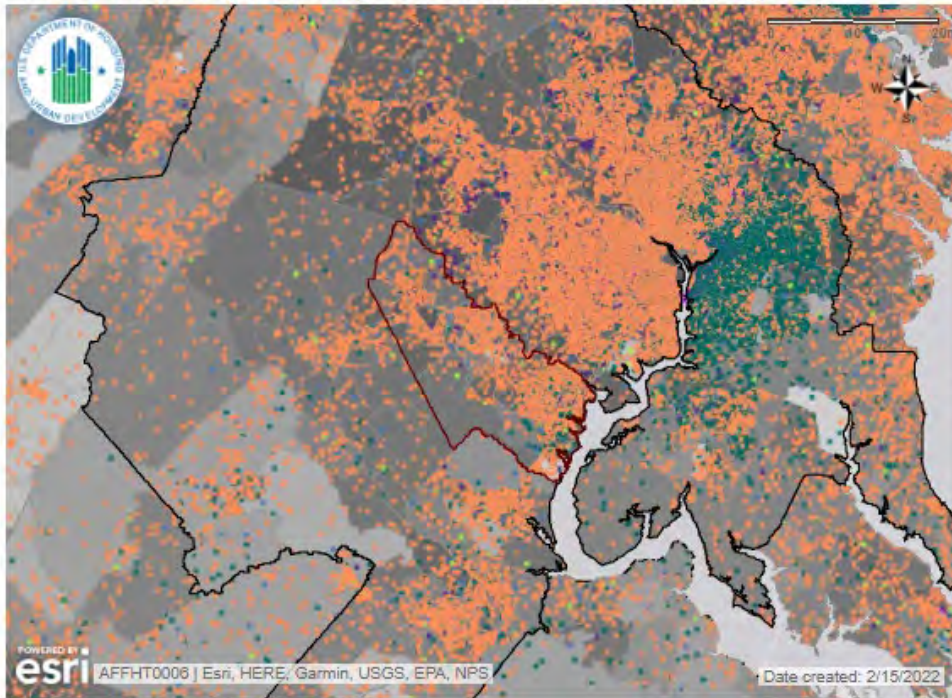 U.S. DEPARTMENT OF HOUSING
AND URBAN DEVELOPMENT
0 10 20m
N
W E
S
POWERED BY
esri
AFFHT0006 | Esri, HERE, Garmin, USGS, EPA, NPS
Date created: 2/15/2022